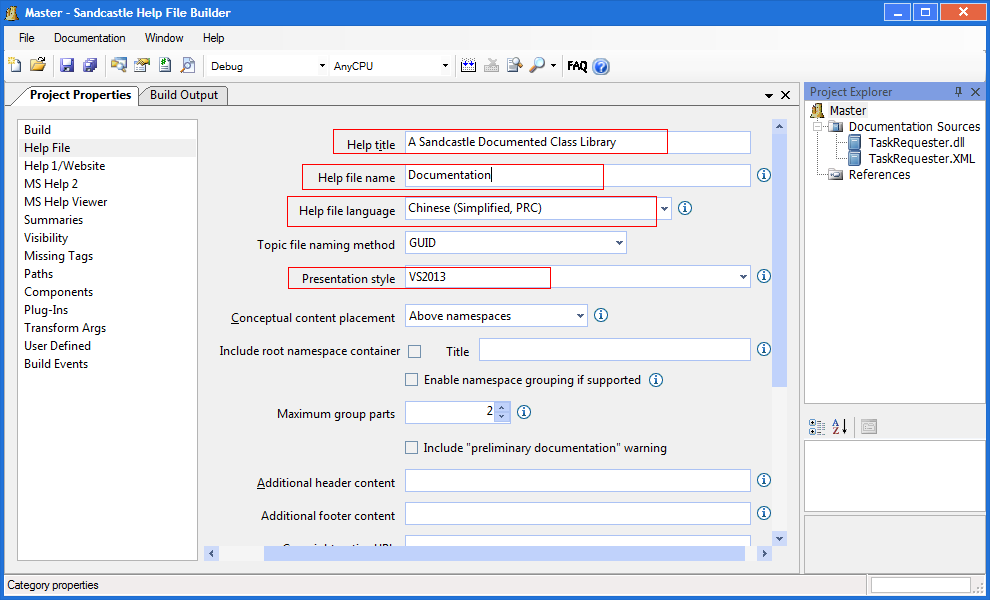 Master - Sandcastle Help File Builder
File Documentation Window Help
Debug AnyCPU FAQ
Project Properties Build Output
Build
Help File
Help 1/Website
MS Help 2
MS Help Viewer
Summaries
Visibility
Missing Tags
Paths
Components
Plug-Ins
Transform Args
User Defined
Build Events
Help title A Sandcastle Documented Class Library
Help file name Documentation
Help file language Chinese (Simplified, PRC)
Topic file naming method GUID
Presentation style VS2013
Conceptual content placement Above namespaces
Include root namespace container Title
Enable namespace grouping if supported
Maximum group parts 2
Include "preliminary documentation" warning
Additional header content
Additional footer content
Project Explorer
Master
Documentation Sources
TaskRequester.dll
TaskRequester.XML
References
Category properties